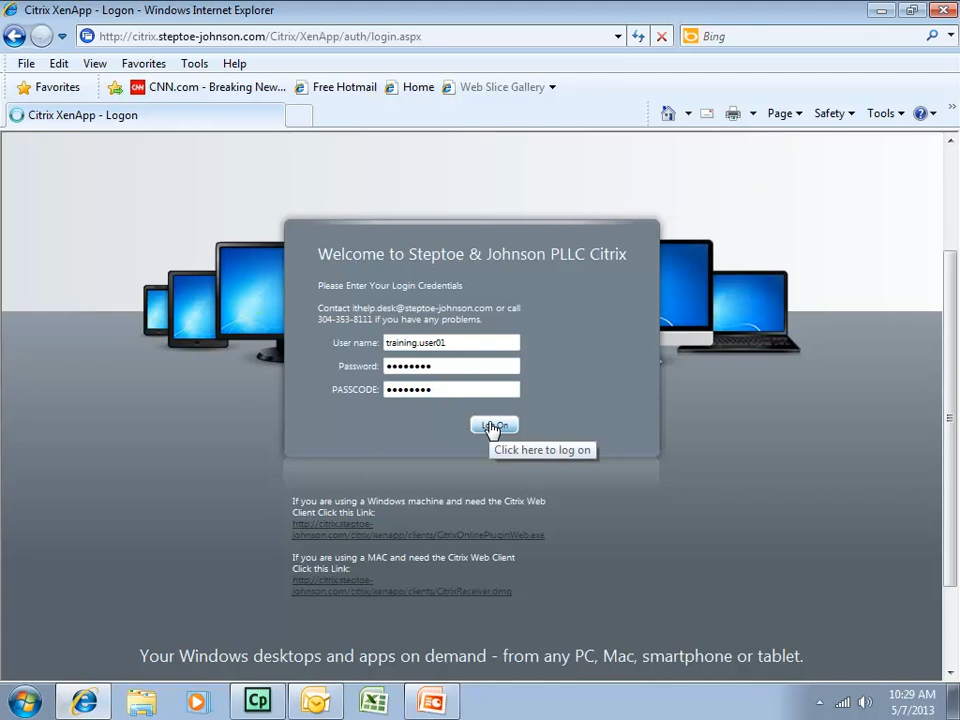 Citrix XenApp - Logon - Windows Internet Explorer
http://citrix.steptoe-johnson.com/Citrix/XenApp/auth/login.aspx
Bing
File Edit View Favorites Tools Help
Favorites CNN.com - Breaking New... Free Hotmail Home Web Slice Gallery
Citrix XenApp - Logon
Page Safety Tools
Welcome to Steptoe & Johnson PLLC Citrix
Please Enter Your Login Credentials
Contact ithelp.desk@steptoe-johnson.com or call
304-353-8111 if you have any problems.
User name: training.user01
Password: ●●●●●●●●
PASSCODE: ●●●●●●●●
Click here to log on
If you are using a Windows machine and need the Citrix Web
Client Click this Link:
http://citrix.steptoe-
johnson.com/citrix/xenapp/clients/CitrixOnlinePluginWeb.exe
If you are using a MAC and need the Citrix Web Client
Click this Link:
http://citrix.steptoe-
johnson.com/citrix/xenapp/clients/CitrixReceiver.dmg
Your Windows desktops and apps on demand - from any PC, Mac, smartphone or tablet.
Cp
10:29 AM
5/7/2013